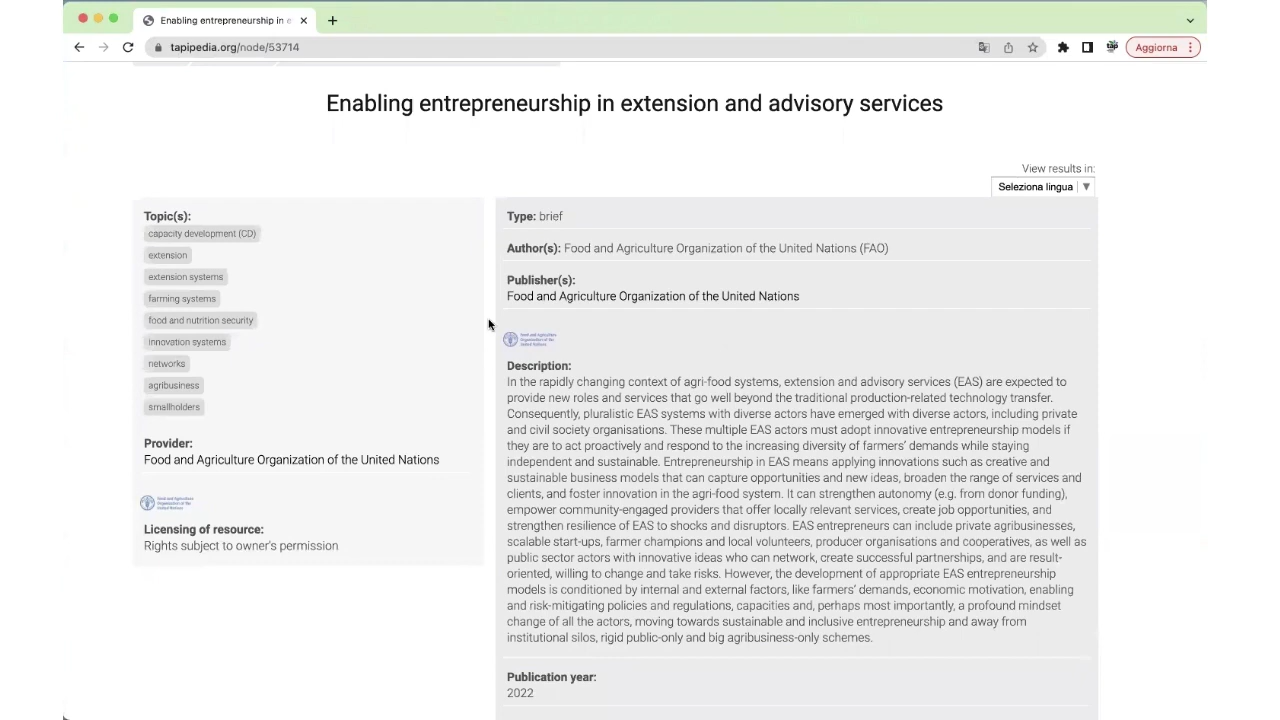 Enabling entrepreneurship in e
tapipedia.org/node/53714
tap
Aggiorna
Enabling entrepreneurship in extension and advisory services
View results in:
Seleziona lingua
Topic(s):
capacity development (CD)
extension
extension systems
farming systems
food and nutrition security
innovation systems
networks
agribusiness
smallholders
Provider:
Food and Agriculture Organization of the United Nations
Food and Agriculture
Organization of the
United Nations
Licensing of resource:
Rights subject to owner's permission
Type: brief
Author(s): Food and Agriculture Organization of the United Nations (FAO)
Publisher(s):
Food and Agriculture Organization of the United Nations
Food and Agriculture
Organization of the
United Nations
Description:
In the rapidly changing context of agri-food systems, extension and advisory services (EAS) are expected to
provide new roles and services that go well beyond the traditional production-related technology transfer.
Consequently, pluralistic EAS systems with diverse actors have emerged with diverse actors, including private
and civil society organisations. These multiple EAS actors must adopt innovative entrepreneurship models if
they are to act proactively and respond to the increasing diversity of farmers’ demands while staying
independent and sustainable. Entrepreneurship in EAS means applying innovations such as creative and
sustainable business models that can capture opportunities and new ideas, broaden the range of services and
clients, and foster innovation in the agri-food system. It can strengthen autonomy (e.g. from donor funding),
empower community-engaged providers that offer locally relevant services, create job opportunities, and
strengthen resilience of EAS to shocks and disruptors. EAS entrepreneurs can include private agribusinesses,
scalable start-ups, farmer champions and local volunteers, producer organisations and cooperatives, as well as
public sector actors with innovative ideas who can network, create successful partnerships, and are result-
oriented, willing to change and take risks. However, the development of appropriate EAS entrepreneurship
models is conditioned by internal and external factors, like farmers’ demands, economic motivation, enabling
and risk-mitigating policies and regulations, capacities and, perhaps most importantly, a profound mindset
change of all the actors, moving towards sustainable and inclusive entrepreneurship and away from
institutional silos, rigid public-only and big agribusiness-only schemes.
Publication year:
2022